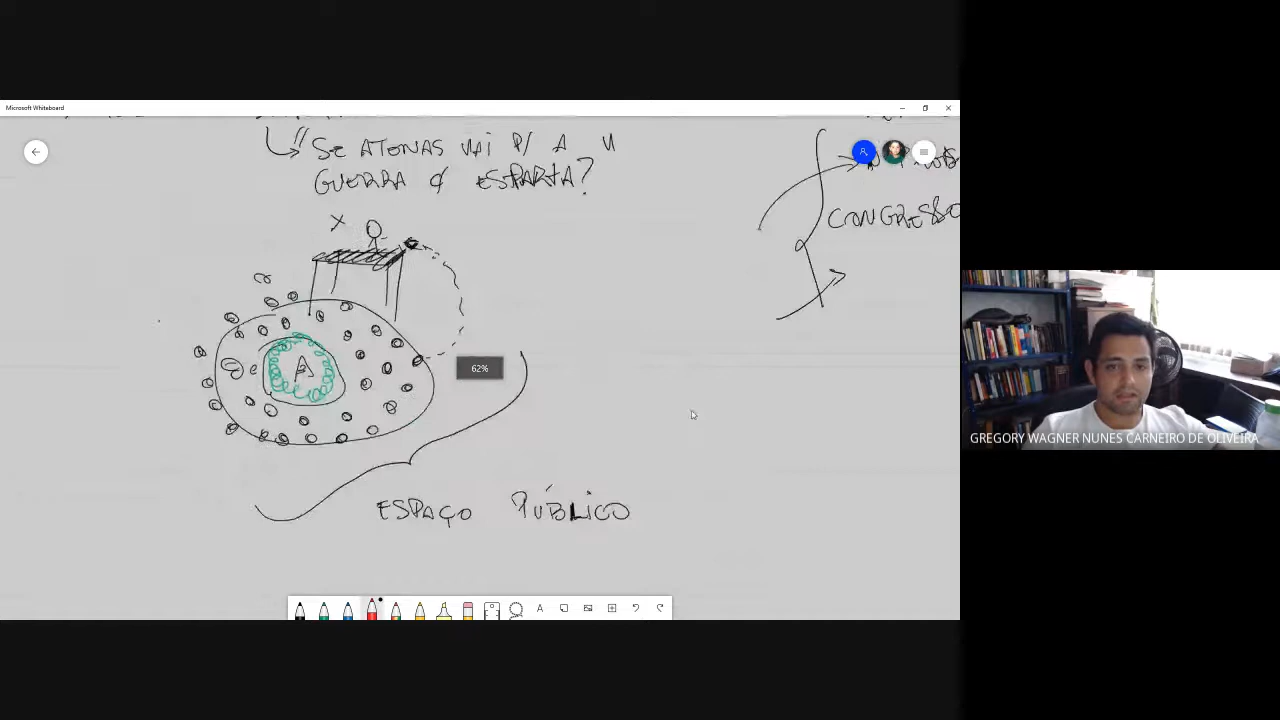 Microsoft Whiteboard
"SE ATENAS VAI P/ A
GUERRA C/ ESPARTA?
X
A
62%
CONGRESSO
ESPAÇO PÚBLICO
A
GREGORY WAGNER NUNES CARNEIRO DE OLIVEIRA